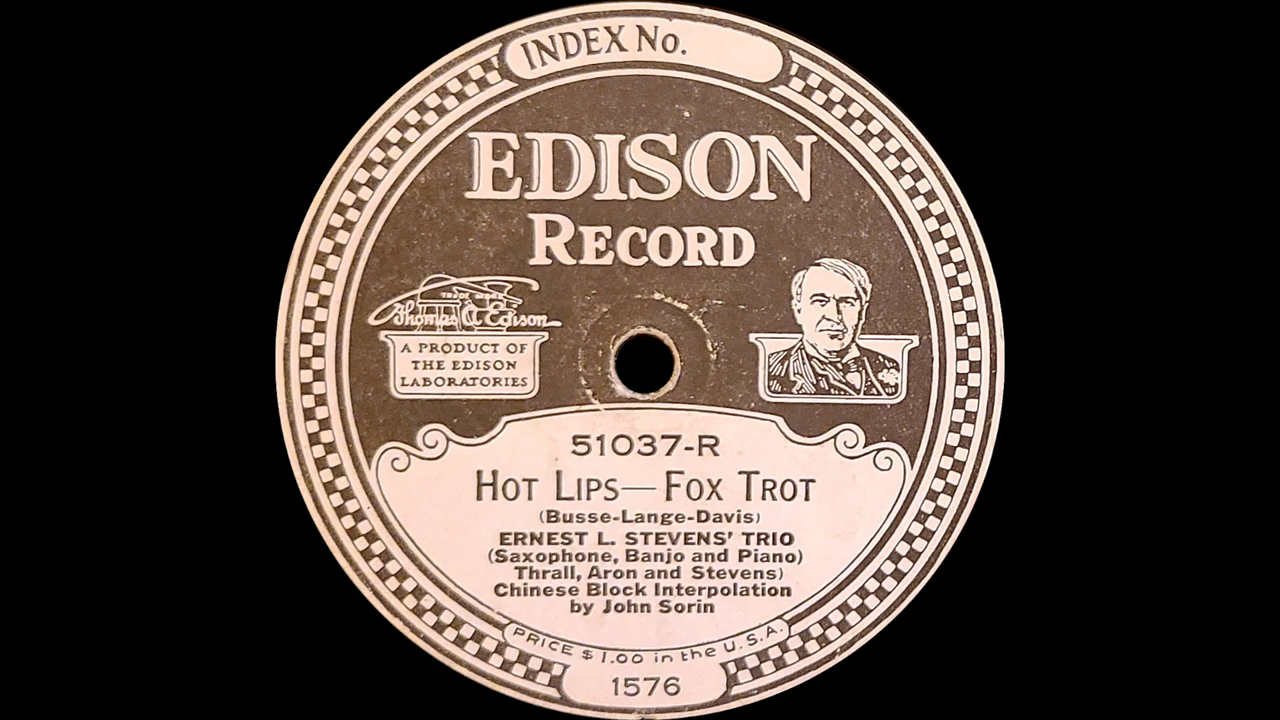 INDEX No.
EDISON
RECORD
TRADE MARK
Thomas A Edison
A PRODUCT OF
THE EDISON
LABORATORIES
51037-R
HOT LIPS—FOX TROT
(Busse-Lange-Davis)
ERNEST L. STEVENS' TRIO
(Saxophone, Banjo and Piano)
Thrall, Aron and Stevens)
Chinese Block Interpolation
by John Sorin
PRICE $1.00 in the U.S.A.
1576